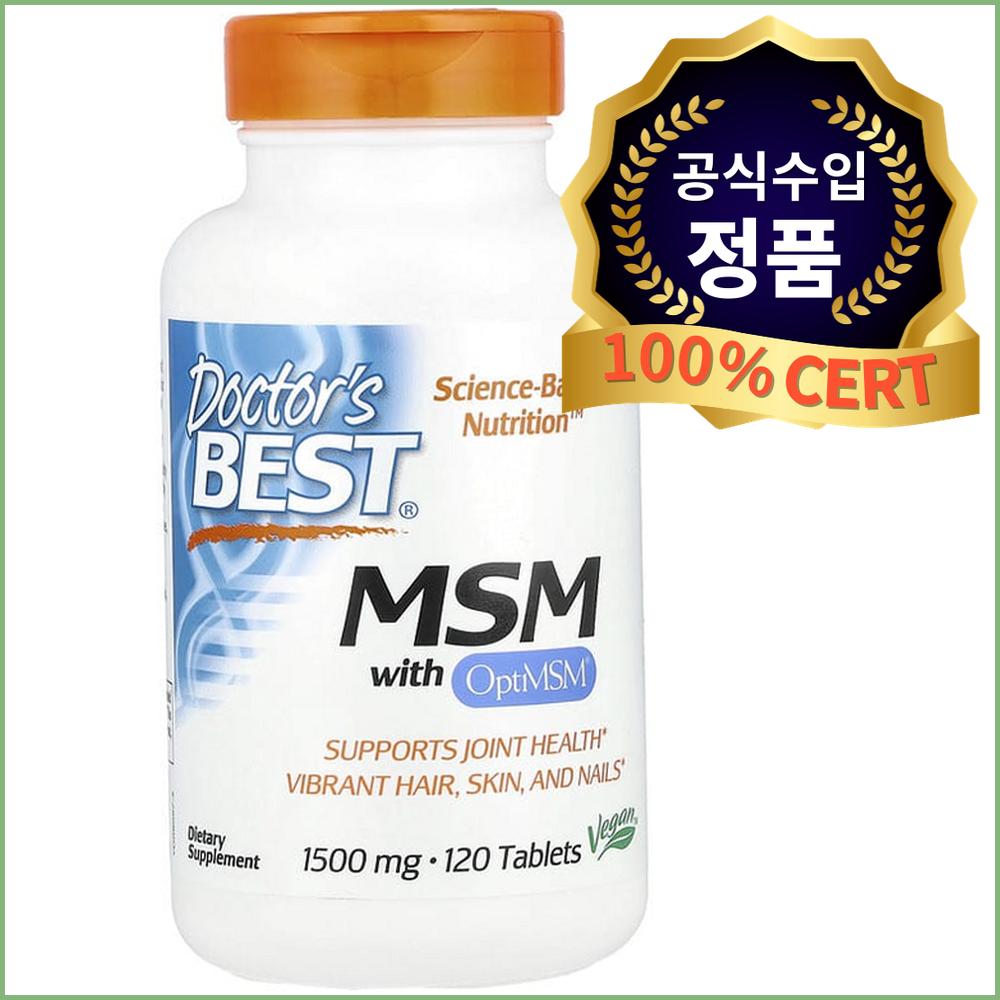 공식수입
정품
100% CERT
Doctor's
BEST®
Science-Ba
Nutrition™
MSM
with OptiMSM®
SUPPORTS JOINT HEALTH*
VIBRANT HAIR, SKIN, AND NAILS*
Dietary
Supplement
1500 mg • 120 Tablets
Vegan